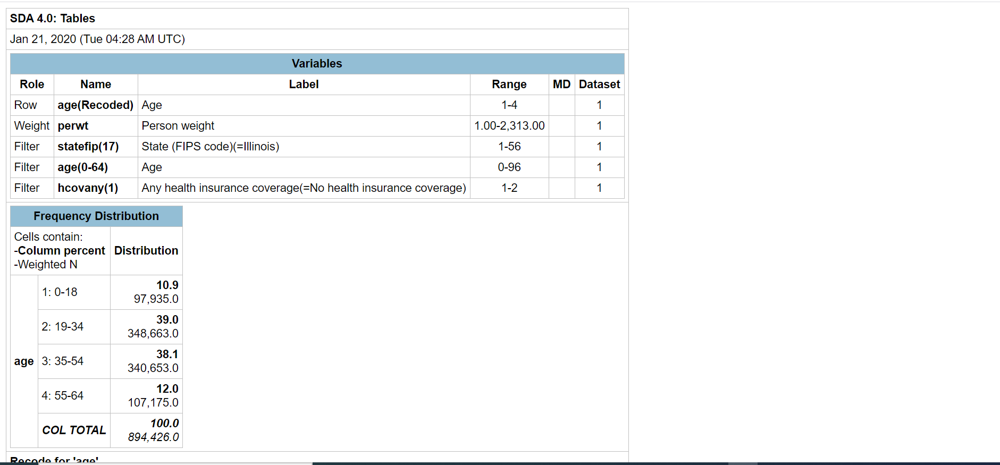 SDA 4.0: Tables
Jan 21, 2020 (Tue 04:28 AM UTC)
Variables
Role Name Label Range MD Dataset
Row age(Recoded) Age 1-4 1
Weight perwt Person weight 1.00-2,313.00 1
Filter statefip(17) State (FIPS code)(=Illinois) 1-56 1
Filter age(0-64) Age 0-96 1
Filter hcovany(1) Any health insurance coverage(=No health insurance coverage) 1-2 1
Frequency Distribution
Cells contain:
-Column percent
-Weighted N
Distribution
age
1: 0-18
10.9
97,935.0
2: 19-34
39.0
348,663.0
3: 35-54
38.1
340,653.0
4: 55-64
12.0
107,175.0
COL TOTAL
100.0
894,426.0
Recode for 'age'